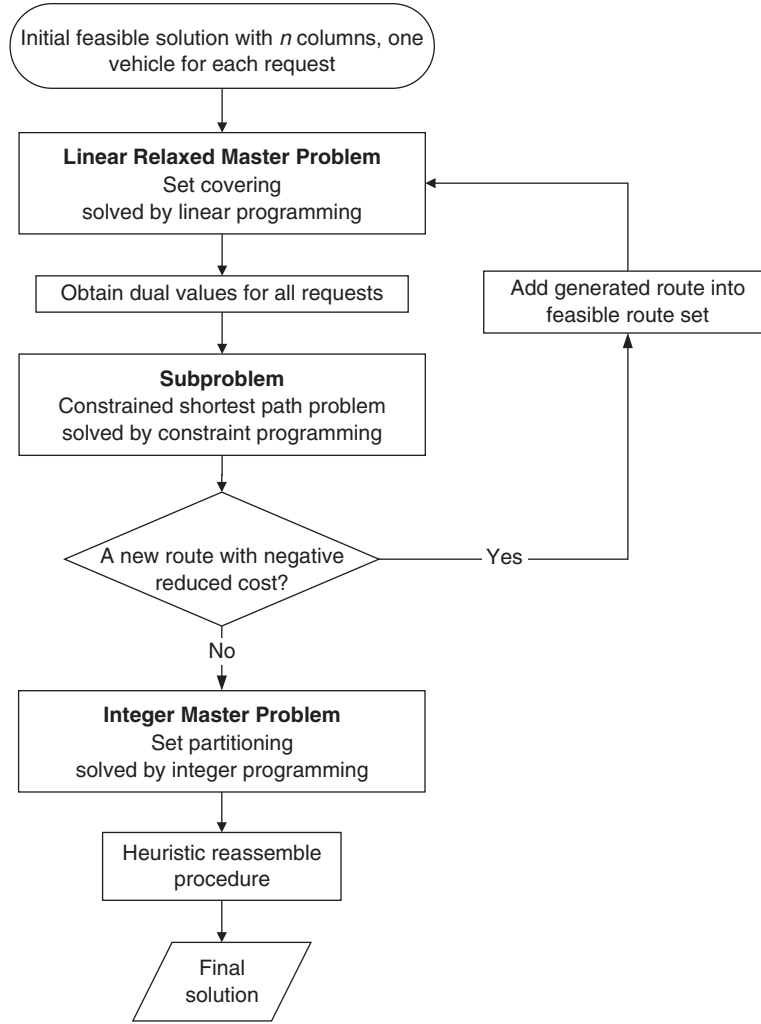 Initial feasible solution with n columns, one
vehicle for each request
Linear Relaxed Master Problem
Set covering
solved by linear programming
Obtain dual values for all requests
Add generated route into
feasible route set
Subproblem
Constrained shortest path problem
solved by constraint programming
A new route with negative
reduced cost?
Yes
No
Integer Master Problem
Set partitioning
solved by integer programming
Heuristic reassemble
procedure
Final
solution